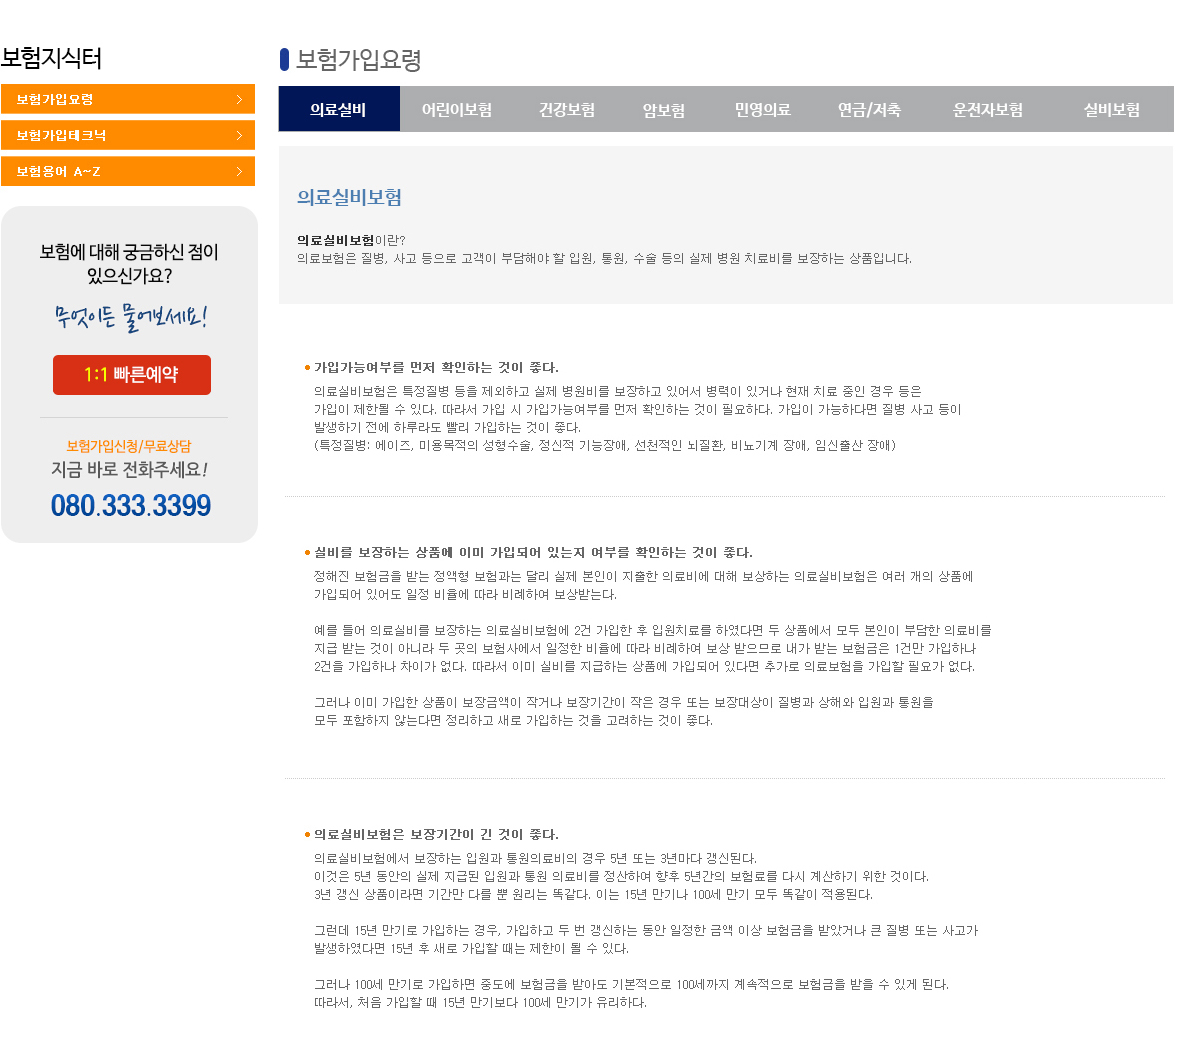 보험지식터
보험가입요령
보험가입테크닉
보험용어 A~Z
보험에 대해 궁금하신 점이
있으신가요?
무엇이든 물어보세요!
1:1 빠른예약
보험가입신청/무료상담
지금 바로 전화주세요!
080.333.3399
보험가입요령
의료실비 어린이보험 건강보험 암보험 민영의료 연금/저축 운전자보험 실비보험
의료실비보험
의료실비보험이란?
의료보험은 질병, 사고 등으로 고객이 부담해야 할 입원, 통원, 수술 등의 실제 병원 치료비를 보장하는 상품입니다.
가입가능여부를 먼저 확인하는 것이 좋다.
의료실비보험은 특정질병 등을 제외하고 실제 병원비를 보장하고 있어서 병력이 있거나 현재 치료 중인 경우 등은
가입이 제한될 수 있다. 따라서 가입 시 가입가능여부를 먼저 확인하는 것이 필요하다. 가입이 가능하다면 질병 사고 등이
발생하기 전에 하루라도 빨리 가입하는 것이 좋다.
(특정질병: 에이즈, 미용목적의 성형수술, 정신적 기능장애, 선천적인 뇌질환, 비뇨기계 장애, 임신출산 장애)
실비를 보장하는 상품에 이미 가입되어 있는지 여부를 확인하는 것이 좋다.
정해진 보험금을 받는 정액형 보험과는 달리 실제 본인이 지출한 의료비에 대해 보상하는 의료실비보험은 여러 개의 상품에
가입되어 있어도 일정 비율에 따라 비례하여 보상받는다.
예를 들어 의료실비를 보장하는 의료실비보험에 2건 가입한 후 입원치료를 하였다면 두 상품에서 모두 본인이 부담한 의료비를
지급 받는 것이 아니라 두 곳의 보험사에서 일정한 비율에 따라 비례하여 보상 받으므로 내가 받는 보험금은 1건만 가입하나
2건을 가입하나 차이가 없다. 따라서 이미 실비를 지급하는 상품에 가입되어 있다면 추가로 의료보험을 가입할 필요가 없다.
그러나 이미 가입한 상품이 보장금액이 작거나 보장기간이 작은 경우 또는 보장대상이 질병과 상해와 입원과 통원을
모두 포함하지 않는다면 정리하고 새로 가입하는 것을 고려하는 것이 좋다.
의료실비보험은 보장기간이 긴 것이 좋다.
의료실비보험에서 보장하는 입원과 통원의료비의 경우 5년 또는 3년마다 갱신된다.
이것은 5년 동안의 실제 지급된 입원과 통원 의료비를 정산하여 향후 5년간의 보험료를 다시 계산하기 위한 것이다.
3년 갱신 상품이라면 기간만 다를 뿐 원리는 똑같다. 이는 15년 만기나 100세 만기 모두 똑같이 적용된다.
그런데 15년 만기로 가입하는 경우, 가입하고 두 번 갱신하는 동안 일정한 금액 이상 보험금을 받았거나 큰 질병 또는 사고가
발생하였다면 15년 후 새로 가입할 때는 제한이 될 수 있다.
그러나 100세 만기로 가입하면 중도에 보험금을 받아도 기본적으로 100세까지 계속적으로 보험금을 받을 수 있게 된다.
따라서, 처음 가입할 때 15년 만기보다 100세 만기가 유리하다.